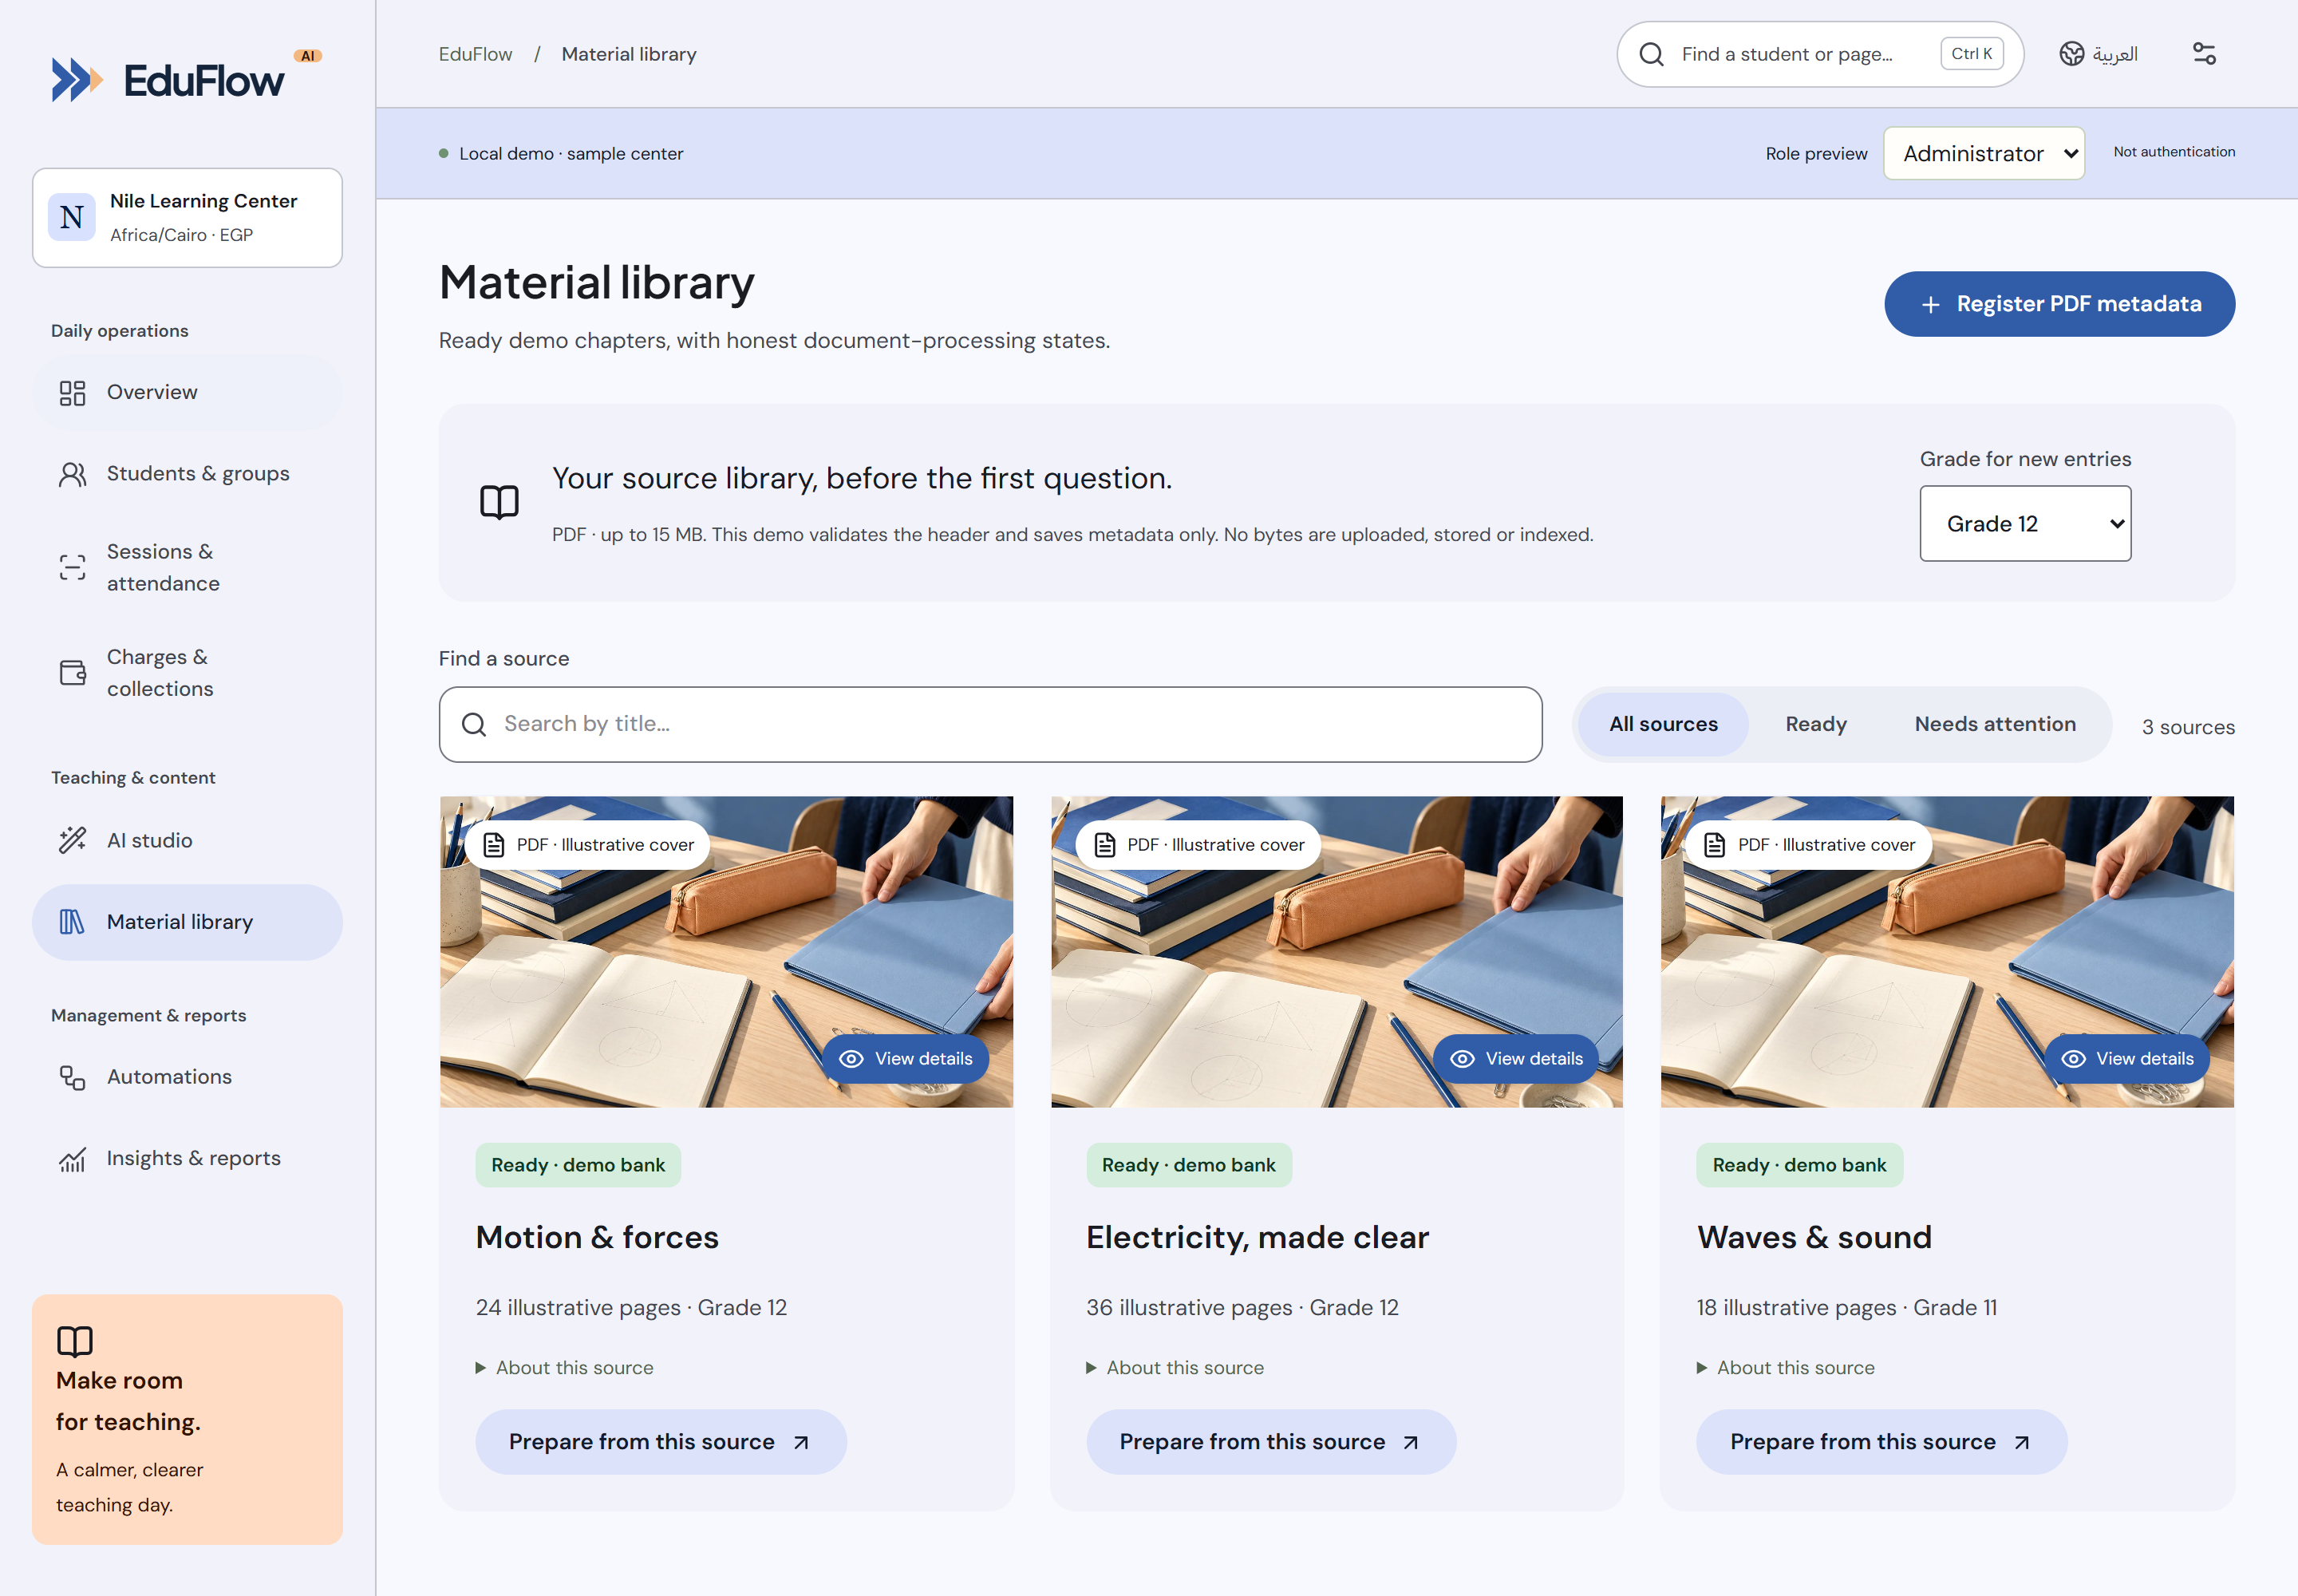 EduFlow AI
Nile Learning Center
N
Africa/Cairo · EGP
Daily operations
Overview
Students & groups
Sessions &
attendance
Charges &
collections
Teaching & content
AI studio
Material library
Management & reports
Automations
Insights & reports
Make room
for teaching.
A calmer, clearer
teaching day.
EduFlow / Material library
Find a student or page... Ctrl K العربية
Local demo · sample center
Role preview Administrator Not authentication
Material library
Ready demo chapters, with honest document-processing states.
+ Register PDF metadata
Your source library, before the first question.
PDF · up to 15 MB. This demo validates the header and saves metadata only. No bytes are uploaded, stored or indexed.
Grade for new entries
Grade 12
Find a source
Search by title...
All sources Ready Needs attention 3 sources
PDF · Illustrative cover
View details
Ready · demo bank
Motion & forces
24 illustrative pages · Grade 12
About this source
Prepare from this source
PDF · Illustrative cover
View details
Ready · demo bank
Electricity, made clear
36 illustrative pages · Grade 12
About this source
Prepare from this source
PDF · Illustrative cover
View details
Ready · demo bank
Waves & sound
18 illustrative pages · Grade 11
About this source
Prepare from this source